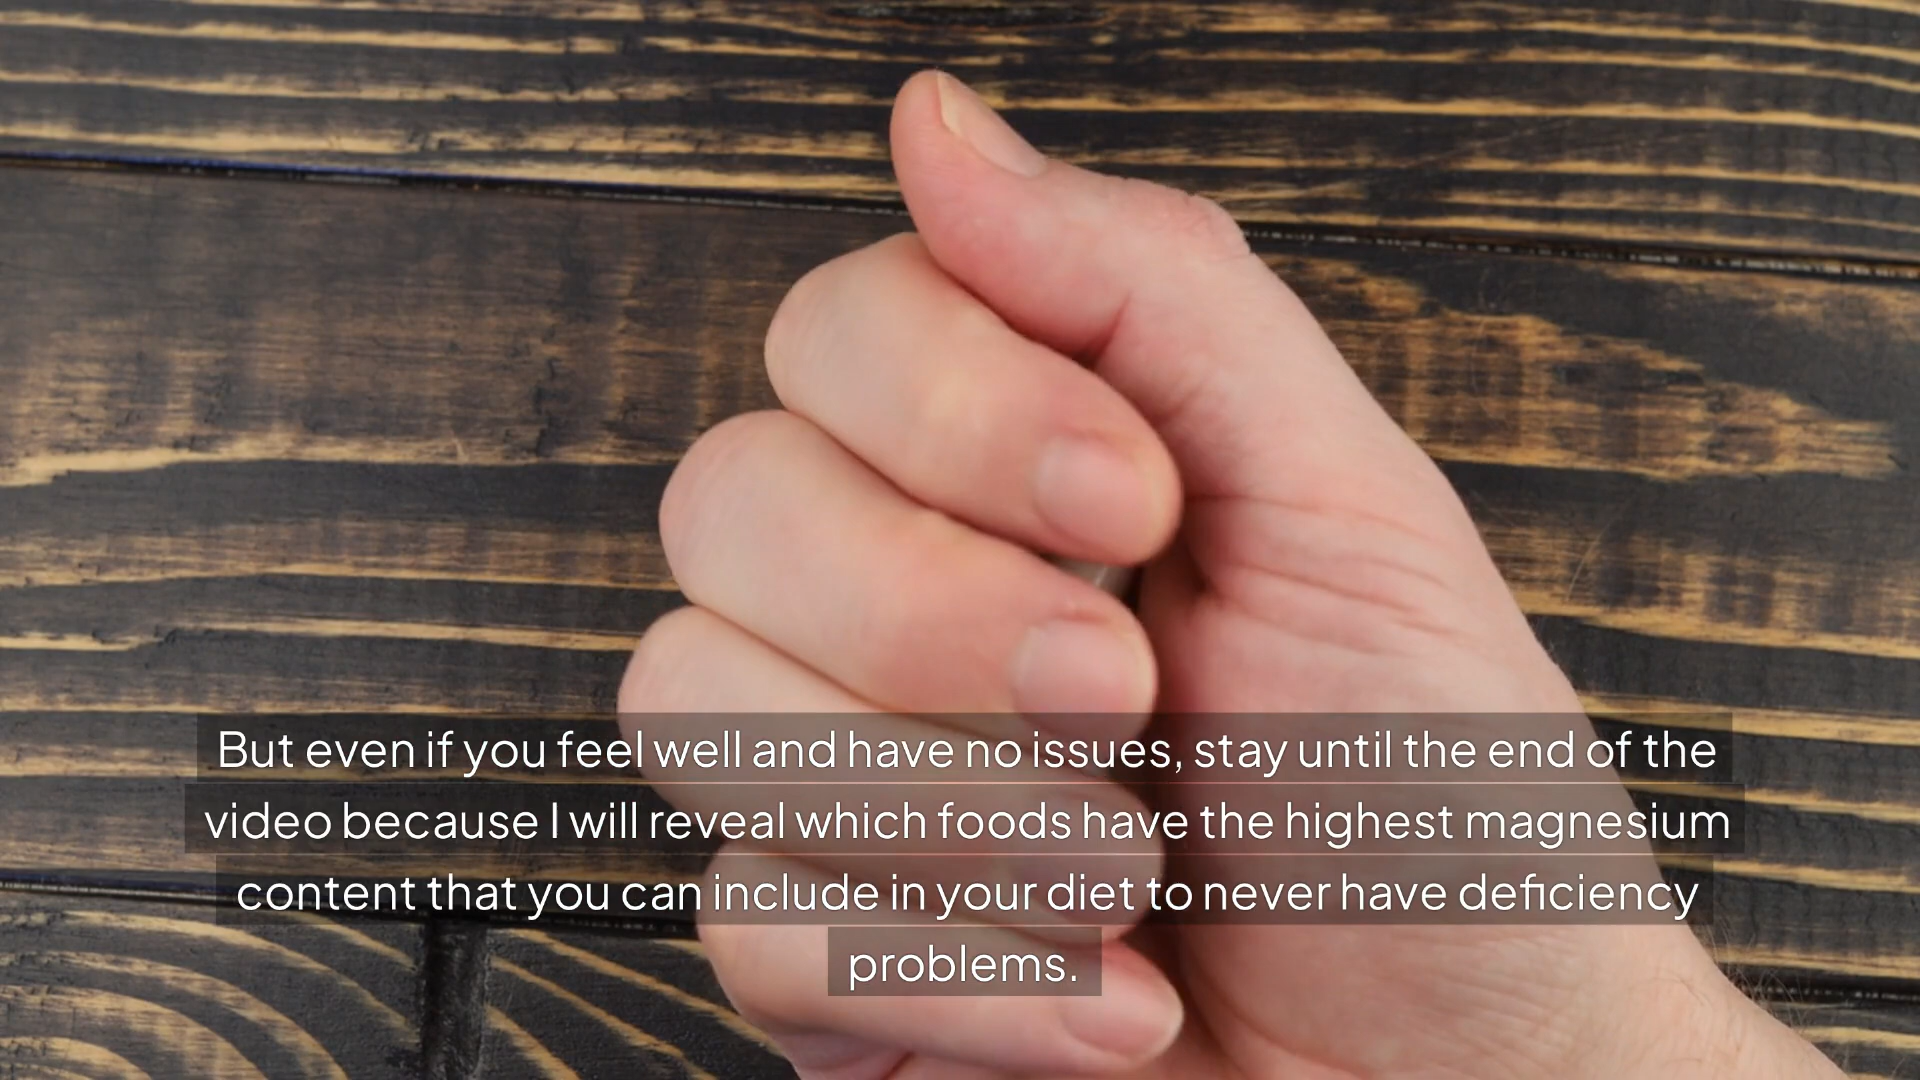 But even if you feel well and have no issues, stay until the end of the
video because I will reveal which foods have the highest magnesium
content that you can include in your diet to never have deficiency
problems.